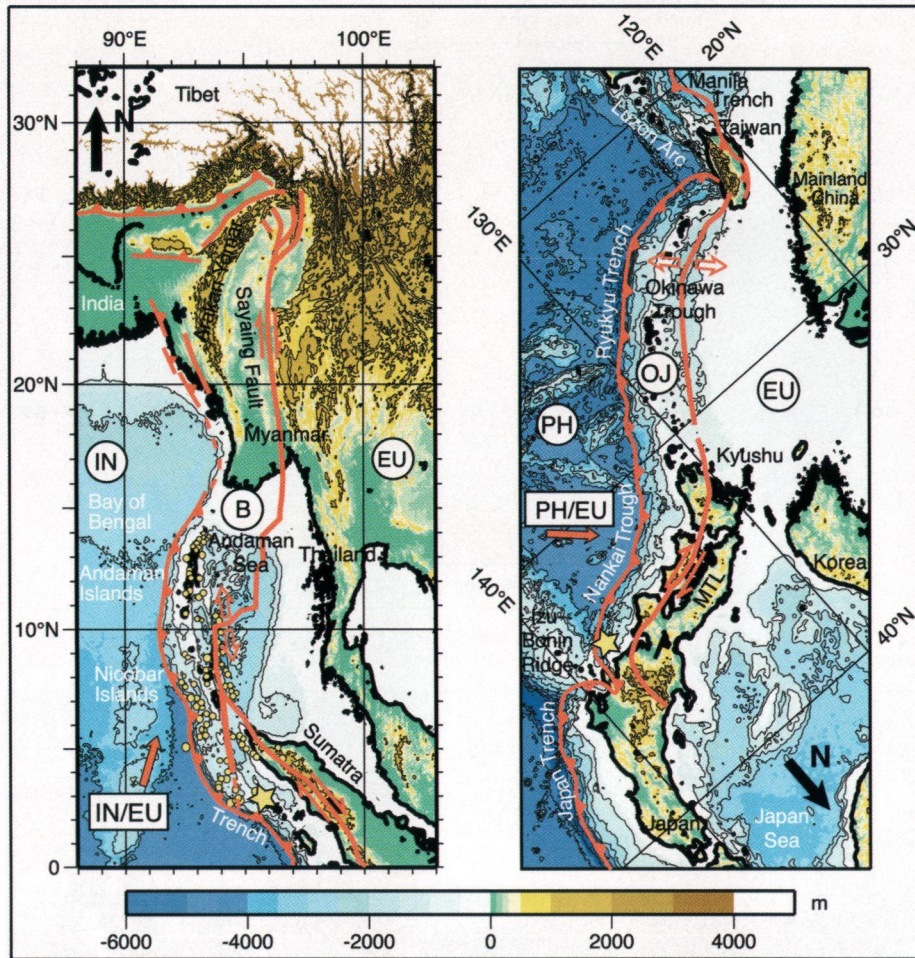 90°E
100°E
N
Tibet
30°N
India
Sayaing Fault
20°N
Myanmar
IN
EU
B
Bay of
Bengal
Andaman
Sea
Thailand
Andaman
Islands
10°N
Nicobar
Islands
Sumatra
IN/EU
Trench
0
120°E
20°N
Manila
Trench
Taiwan
Luzon Arc
Mainland
China
130°E
30°N
Ryukyu Trench
Okinawa
Trough
OJ
EU
PH
Kyushu
PH/EU
Nankai Trough
Korea
MTL
140°E
40°N
Izu-
Bonin
Ridge
Japan Trench
N
Japan
Japan
Sea
m
-6000
-4000
-2000
0
2000
4000